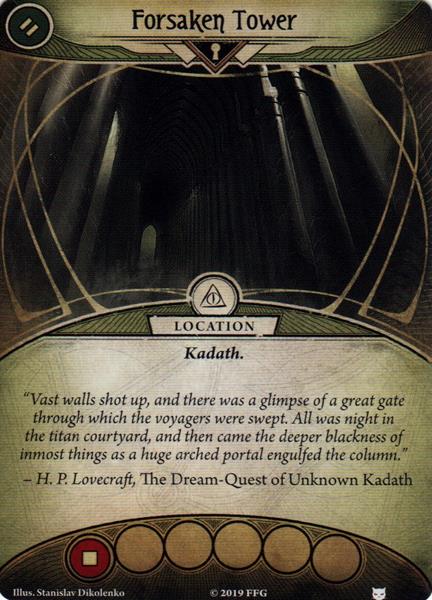 Forsaken Tower
LOCATION
Kadath.
“Vast walls shot up, and there was a glimpse of a great gate
through which the voyagers were swept. All was night in
the titan courtyard, and then came the deeper blackness of
inmost things as a huge arched portal engulfed the column.”
– H. P. Lovecraft, The Dream-Quest of Unknown Kadath
Illus. Stanislav Dikolenko
© 2019 FFG